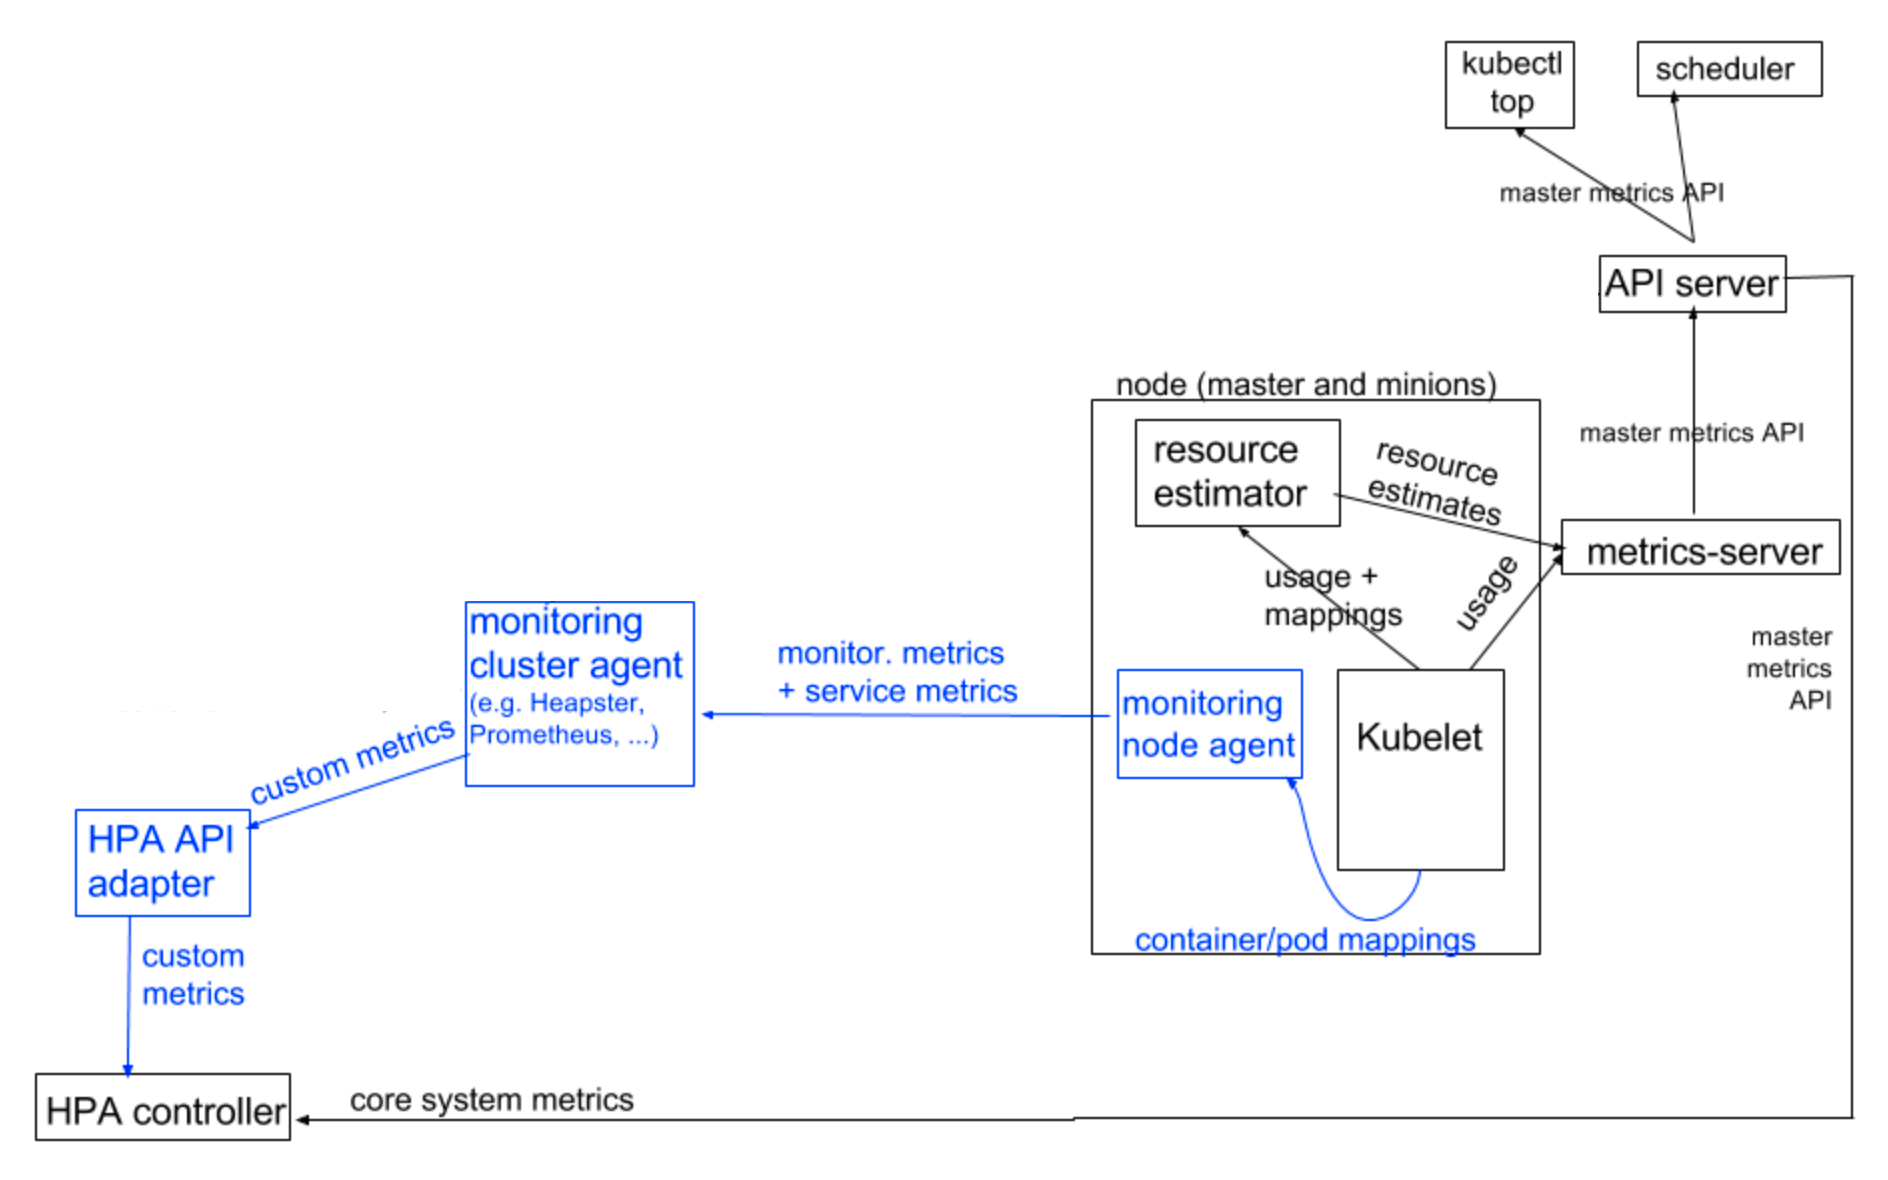 kubectl
top
scheduler
master metrics API
API server
node (master and minions)
resource
estimator
resource
estimates
master metrics API
metrics-server
usage +
mappings
usage
monitoring
cluster agent
(e.g. Heapster,
Prometheus, ...)
monitor. metrics
+ service metrics
monitoring
node agent
Kubelet
master
metrics
API
custom metrics
HPA API
adapter
container/pod mappings
custom
metrics
HPA controller
core system metrics